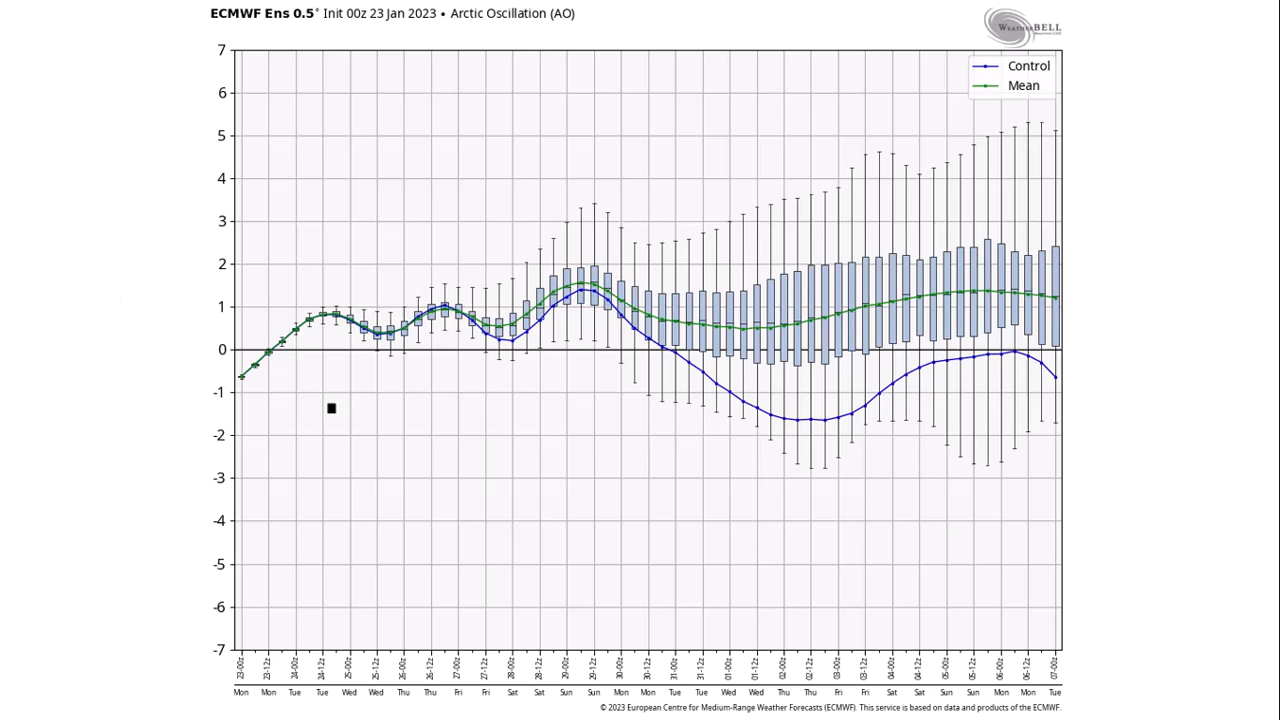 ECMWF Ens 0.5° Init 00z 23 Jan 2023 • Arctic Oscillation (AO)
WEATHERBELL
Control
Mean
7
6
5
4
3
2
1
0
-1
-2
-3
-4
-5
-6
-7
23-00z 23-12z 24-00z 24-12z 25-00z 25-12z 26-00z 26-12z 27-00z 27-12z 28-00z 28-12z 29-00z 29-12z 30-00z 30-12z 31-00z 31-12z 01-00z 01-12z 02-00z 02-12z 03-00z 03-12z 04-00z 04-12z 05-00z 05-12z 06-00z 06-12z 07-00z
Mon Mon Tue Tue Wed Wed Thu Thu Fri Fri Sat Sat Sun Sun Mon Mon Tue Tue Wed Wed Thu Thu Fri Fri Sat Sat Sun Sun Mon Mon Tue
© 2023 European Centre for Medium-Range Weather Forecasts (ECMWF). This service is based on data and products of the ECMWF.